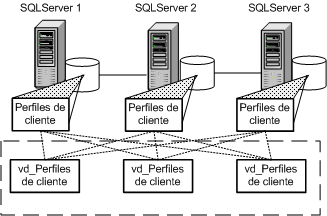 SQLServer 1 SQLServer 2 SQLServer 3
Perfiles de Perfiles de Perfiles de
cliente cliente cliente
vd_Perfiles vd_Perfiles vd_Perfiles
de cliente de cliente de cliente